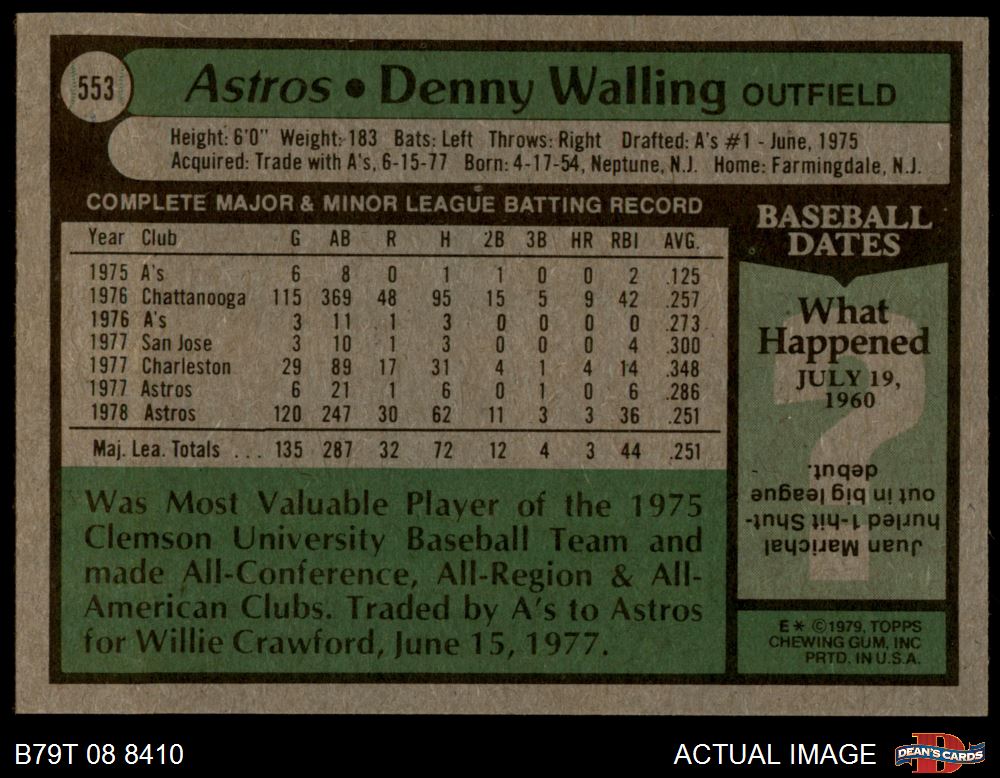 553
Astros • Denny Walling OUTFIELD
Height: 6'0" Weight: 183 Bats: Left Throws: Right Drafted: A's #1 - June, 1975
Acquired: Trade with A's, 6-15-77 Born: 4-17-54, Neptune, N.J. Home: Farmingdale, N.J.
COMPLETE MAJOR & MINOR LEAGUE BATTING RECORD
Year Club G AB R H 2B 3B HR RBI AVG.
1975 A's 6 8 0 1 1 0 0 2 .125
1976 Chattanooga 115 369 48 95 15 5 9 42 .257
1976 A's 3 11 1 3 0 0 0 0 .273
1977 San Jose 3 10 1 3 0 0 0 4 .300
1977 Charleston 29 89 17 31 4 1 4 14 .348
1977 Astros 6 21 1 6 0 1 0 6 .286
1978 Astros 120 247 30 62 11 3 3 36 .251
Maj. Lea. Totals ... 135 287 32 72 12 4 3 44 .251
Was Most Valuable Player of the 1975
Clemson University Baseball Team and
made All-Conference, All-Region & All-
American Clubs. Traded by A's to Astros
for Willie Crawford, June 15, 1977.
BASEBALL
DATES
What
Happened
JULY 19,
1960
Juan Marichal
hurled 1-hit Shut-
out in big league
debut.
E* ©1979, TOPPS
CHEWING GUM, INC
PRTD. IN U.S.A.
B79T 08 8410
ACTUAL IMAGE
DEAN'S CARDS